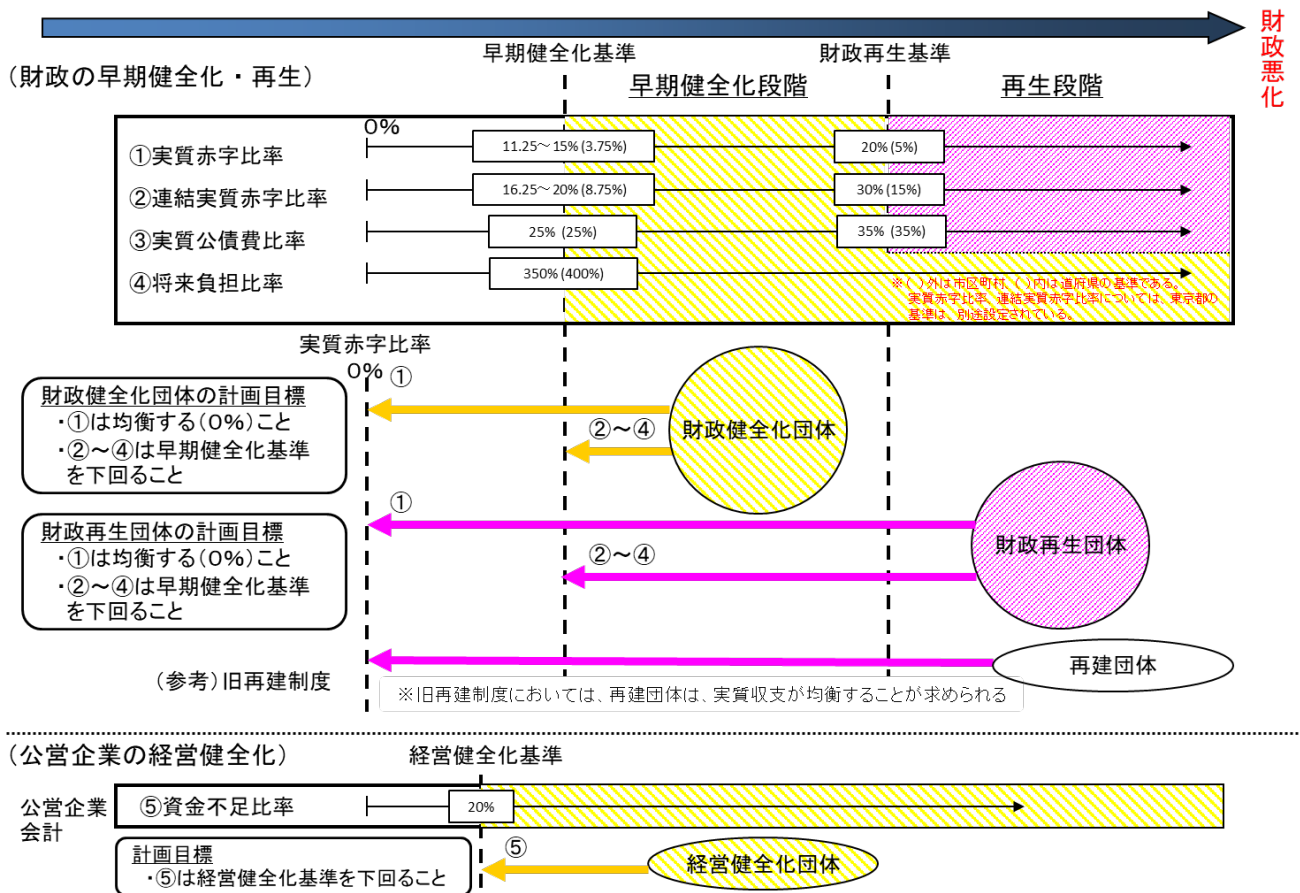 財政悪化
早期健全化基準
財政再生基準
(財政の早期健全化・再生)
早期健全化段階
再生段階
0%
①実質赤字比率
11.25～15%(3.75%)
20%(5%)
②連結実質赤字比率
16.25～20%(8.75%)
30%(15%)
③実質公債費比率
25% (25%)
35% (35%)
④将来負担比率
350%(400%)
※( )外は市区町村、( )内は道府県の基準である。
実質赤字比率、連結実質赤字比率については、東京都の
基準は、別途設定されている。
実質赤字比率
0%
財政健全化団体の計画目標
・①は均衡する(0%)こと
・②～④は早期健全化基準
を下回ること
①
②～④
財政健全化団体
財政再生団体の計画目標
・①は均衡する(0%)こと
・②～④は早期健全化基準
を下回ること
①
②～④
財政再生団体
(参考)旧再建制度
再建団体
※旧再建制度においては、再建団体は、実質収支が均衡することが求められる
(公営企業の経営健全化)
経営健全化基準
公営企業
会計
⑤資金不足比率
20%
計画目標
・⑤は経営健全化基準を下回ること
⑤
経営健全化団体